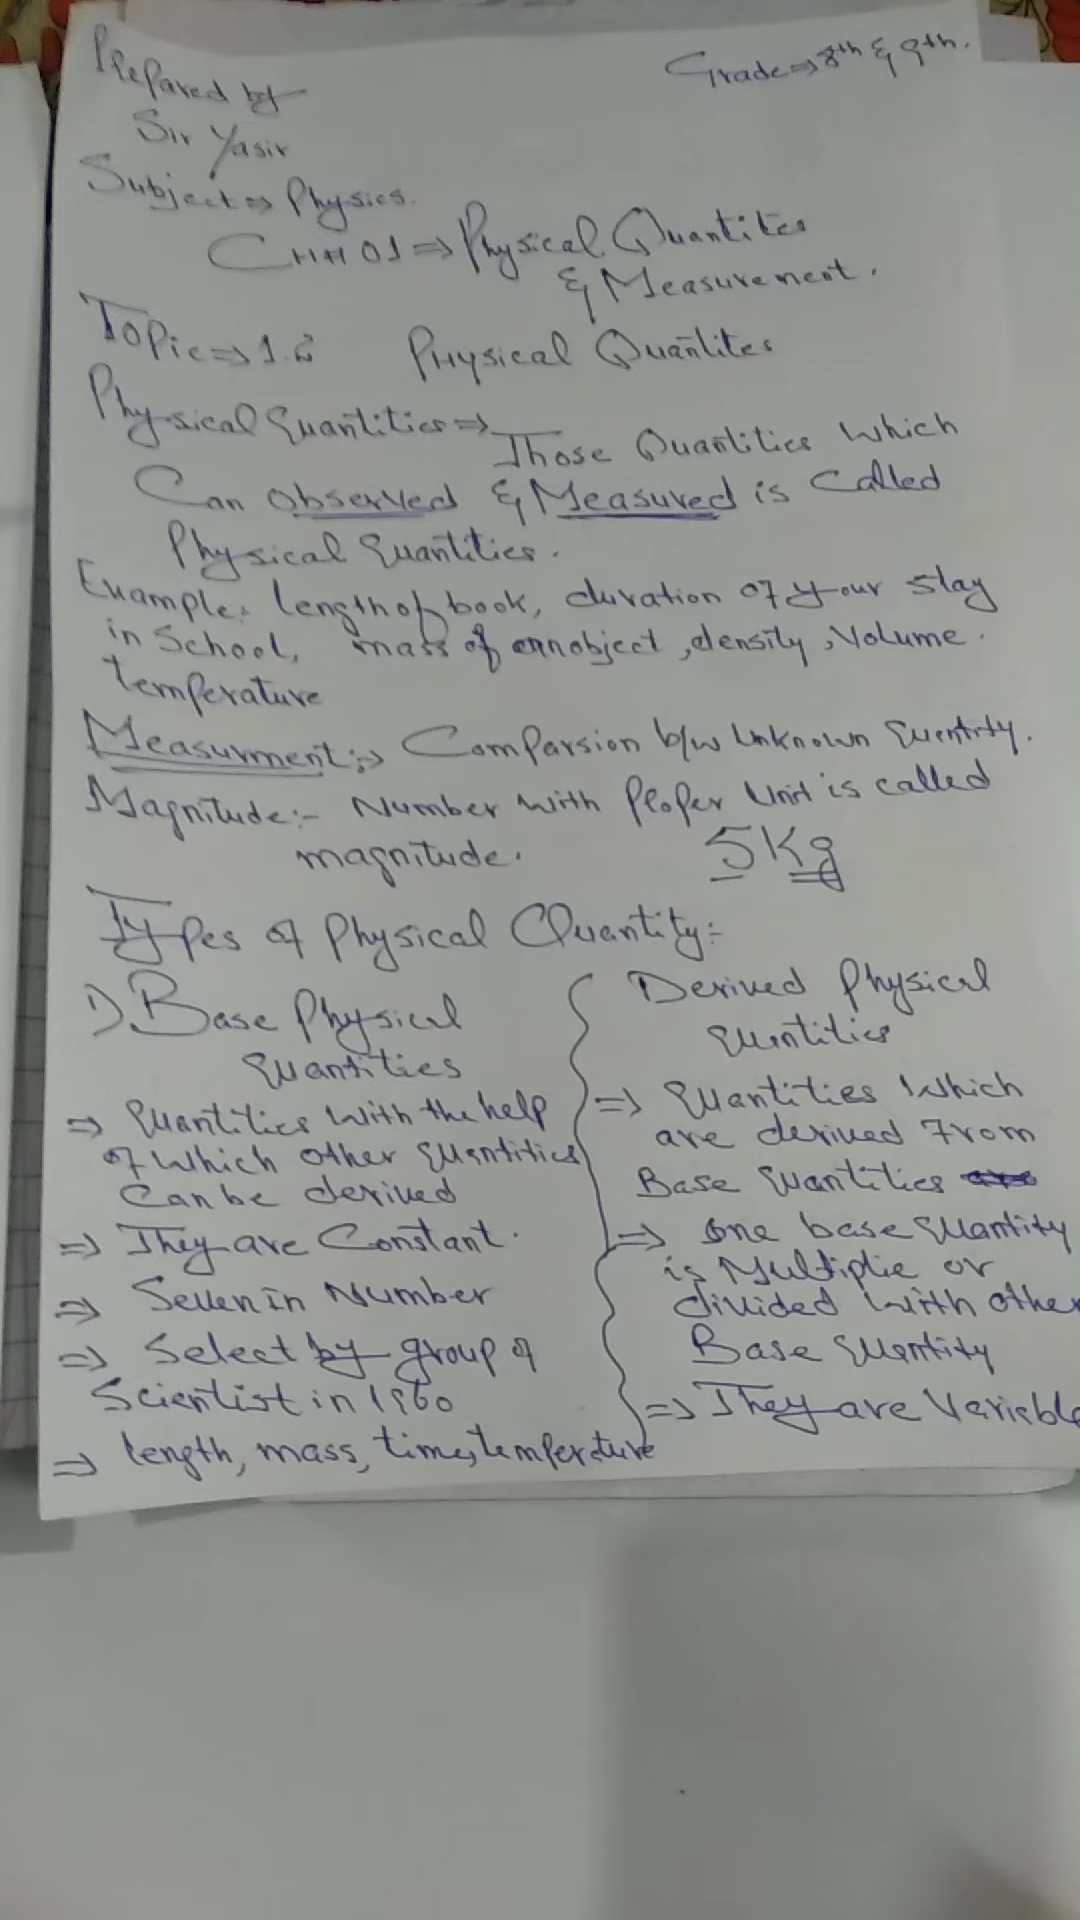 Prepared by
Grade⇒8th & 9th.
Sir Yasir
Subject⇒ Physics.
⇒Physical Quantites
& Measurement.
Topic⇒1.2 Physical Quantites
Physical Quantities⇒
Those Quantities Which
Can observed & Measured is called
Physical Quantities.
Example: length of book, duration of your stay
in School, mass of an object, density, Volume.
temperature
Measurment:⇒ Comparsion b/w Unknown Quentity.
Magnitude:- Number with Proper Unit is called
magnitude. 5Kg
Types of Physical Quantity:
1) Base Physical
Quantities
⇒ Quantities With the help
of Which other Quantities
Can be derived
⇒ They are Constant.
⇒ Seven in Number
⇒ Select by group of
Scientist in 1960
⇒ length, mass, time, temperature
Derived Physical
Quntities
⇒ Quantities Which
are derived from
Base Quantities
⇒ One base Quantity
is Multiplie or
divided with other
Base Quantity
⇒ They are Variable